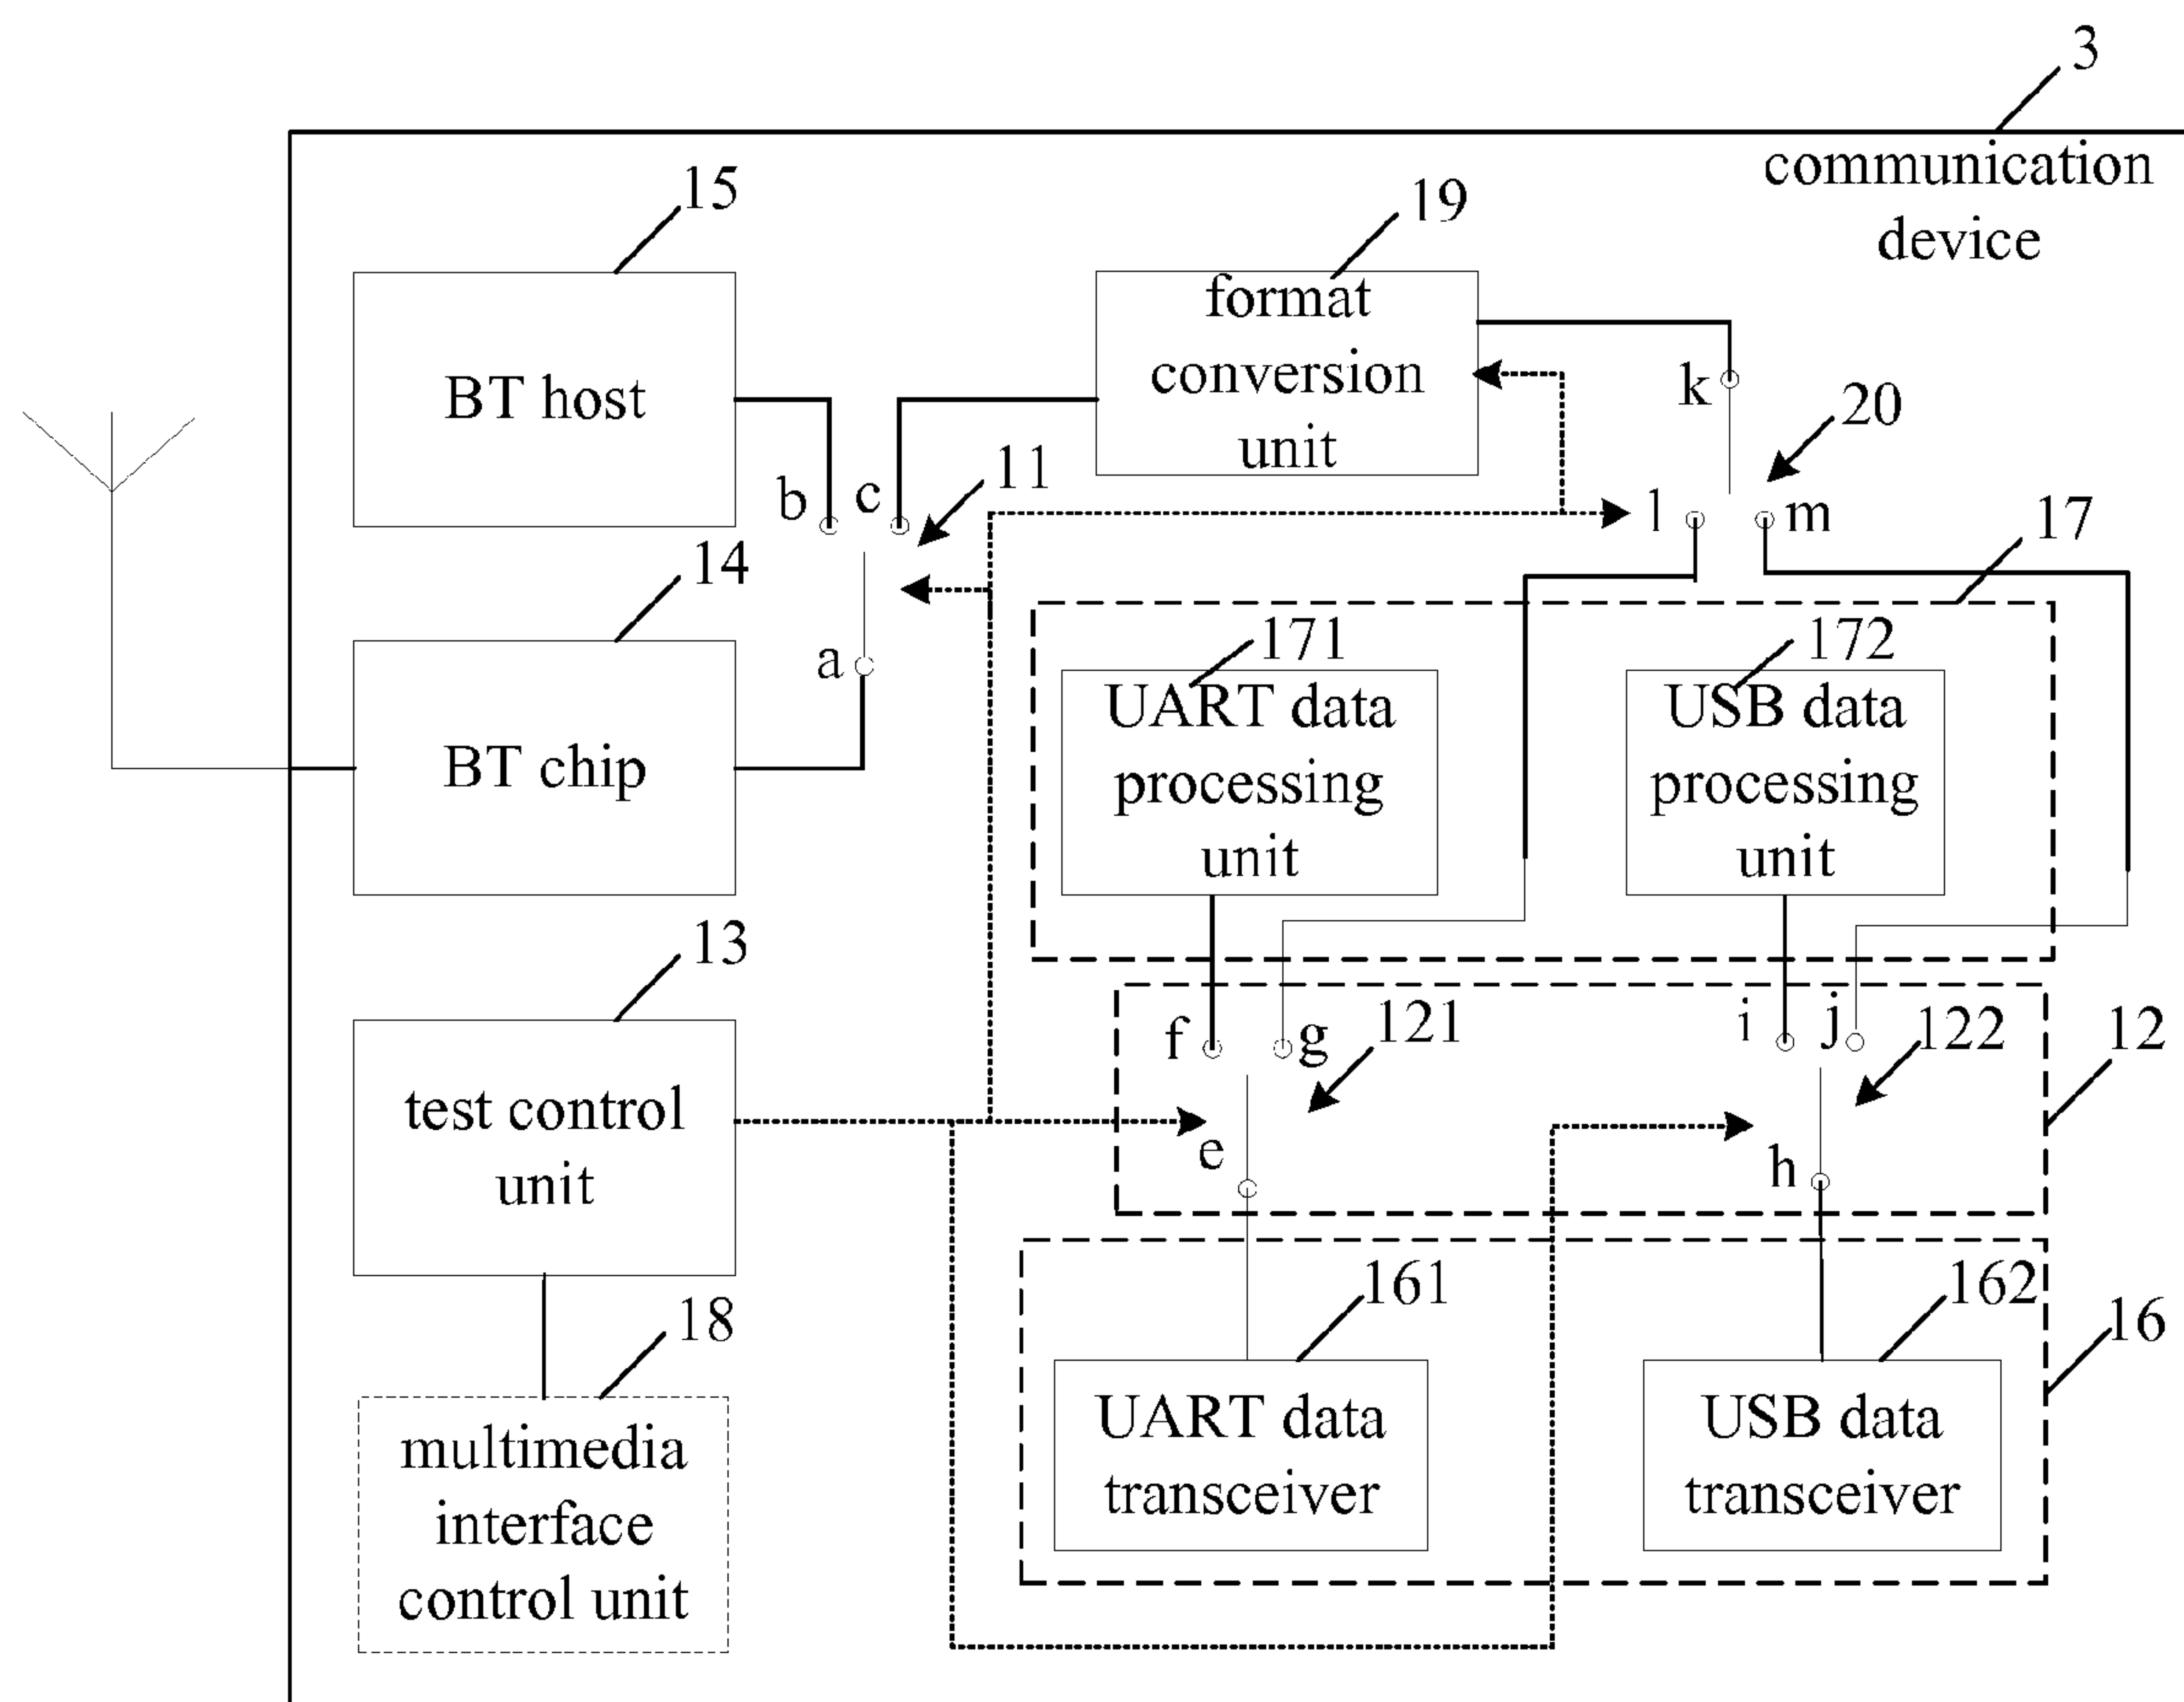 3
communication
device
15
19
format
conversion
unit
BT host
k
20
b
c
11
l
m
17
14
a
BT chip
171
172
UART data
processing
unit
USB data
processing
unit
13
f
g
121
i
j
122
12
test control
unit
e
h
18
161
162
16
multimedia
interface
control unit
UART data
transceiver
USB data
transceiver